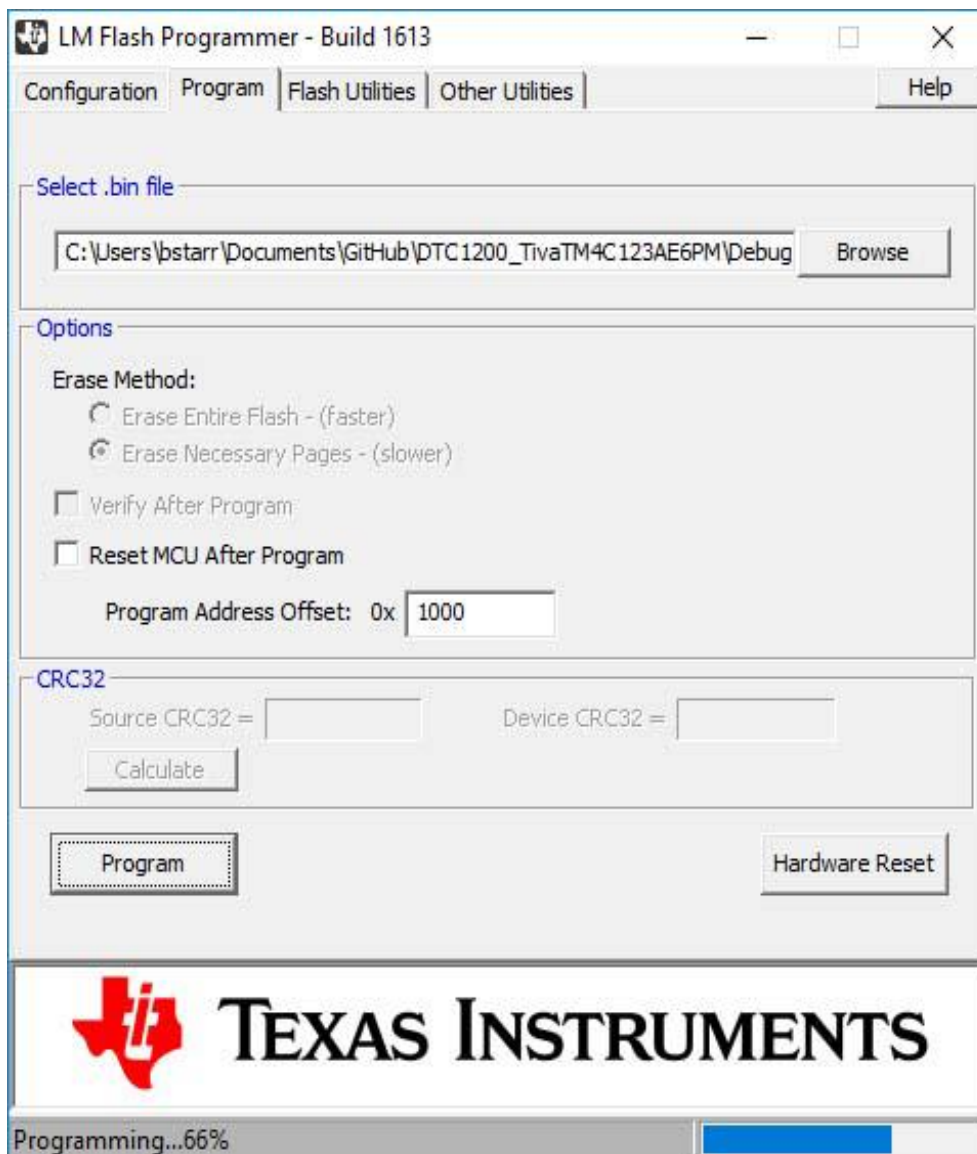 LM Flash Programmer - Build 1613
Configuration Program Flash Utilities Other Utilities Help
Select .bin file
C:\Users\bstarr\Documents\GitHub\DTC1200_TivaTM4C123AE6PM\Debug Browse
Options
Erase Method:
Erase Entire Flash - (faster)
Erase Necessary Pages - (slower)
Verify After Program
Reset MCU After Program
Program Address Offset: 0x 1000
CRC32
Source CRC32 = Device CRC32 =
Calculate
Program Hardware Reset
TEXAS INSTRUMENTS
Programming...66%